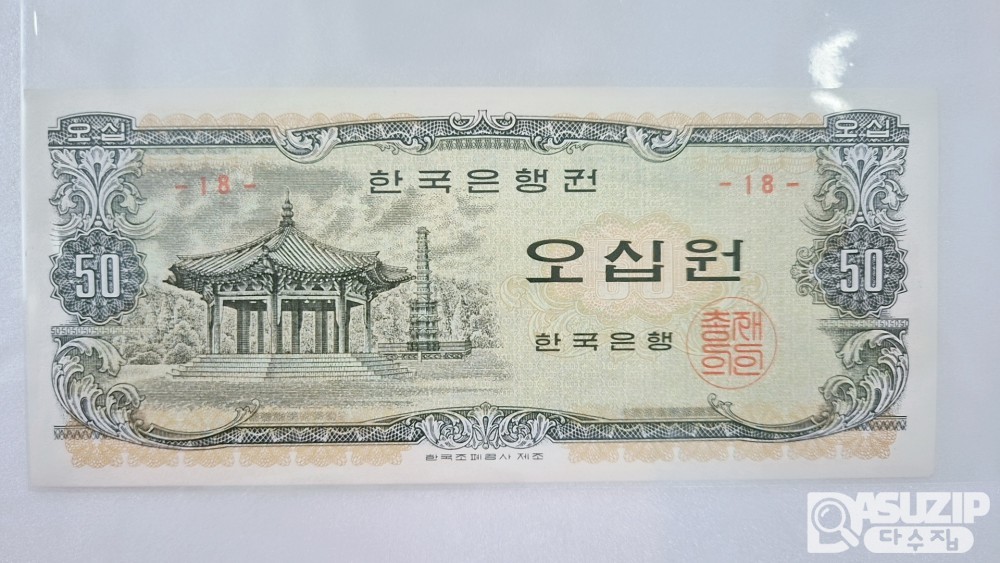 오십 오십
- 18 - 한국은행권 - 18 -
오십원
50 50
한국은행
총재의인
한국조폐공사 제조
DASUZIP
다수집